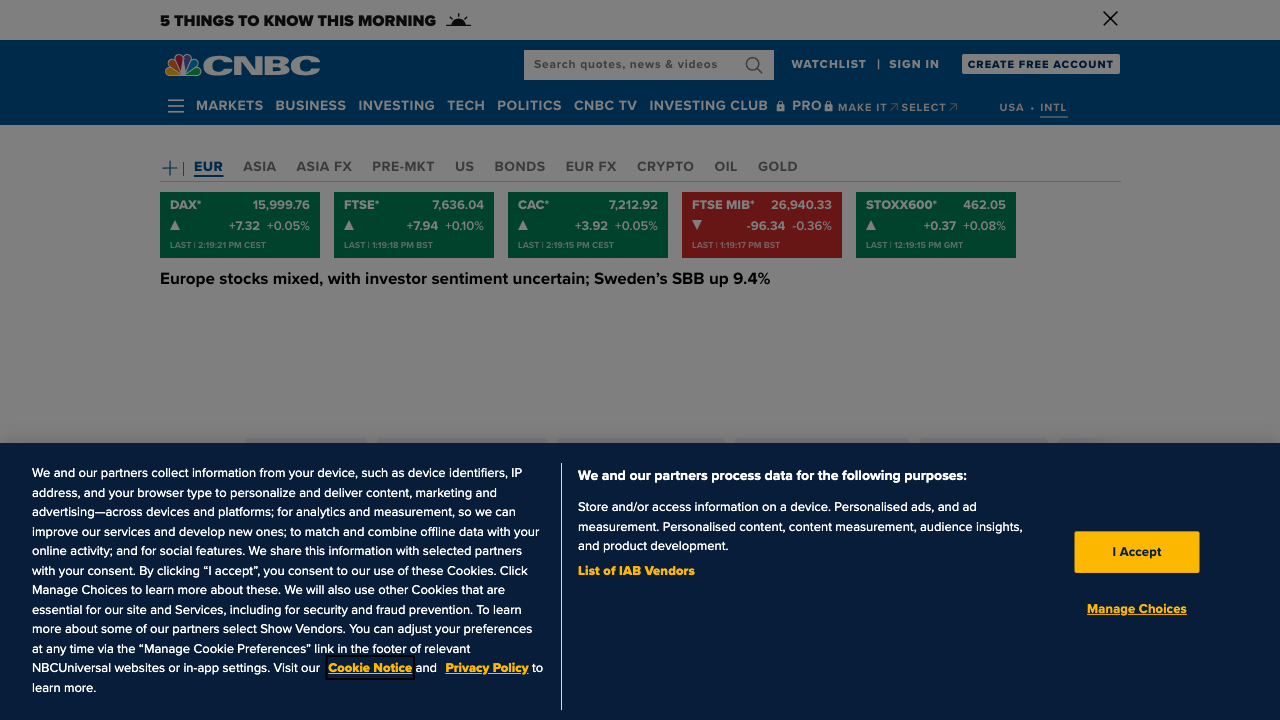 5 THINGS TO KNOW THIS MORNING
CNBC
Search quotes, news & videos
WATCHLIST | SIGN IN
CREATE FREE ACCOUNT
MARKETS BUSINESS INVESTING TECH POLITICS CNBC TV INVESTING CLUB PRO MAKE IT SELECT USA • INTL
EUR ASIA ASIA FX PRE-MKT US BONDS EUR FX CRYPTO OIL GOLD
DAX* 15,999.76
+7.32 +0.05%
LAST | 2:19:21 PM CEST
FTSE* 7,636.04
+7.94 +0.10%
LAST | 1:19:18 PM BST
CAC* 7,212.92
+3.92 +0.05%
LAST | 2:19:15 PM CEST
FTSE MIB* 26,940.33
-96.34 -0.36%
LAST | 1:19:17 PM BST
STOXX600* 462.05
+0.37 +0.08%
LAST | 12:19:15 PM GMT
Europe stocks mixed, with investor sentiment uncertain; Sweden’s SBB up 9.4%
We and our partners collect information from your device, such as device identifiers, IP
address, and your browser type to personalize and deliver content, marketing and
advertising—across devices and platforms; for analytics and measurement, so we can
improve our services and develop new ones; to match and combine offline data with your
online activity; and for social features. We share this information with selected partners
with your consent. By clicking “I accept”, you consent to our use of these Cookies. Click
Manage Choices to learn more about these. We will also use other Cookies that are
essential for our site and Services, including for security and fraud prevention. To learn
more about some of our partners select Show Vendors. You can adjust your preferences
at any time via the “Manage Cookie Preferences” link in the footer of relevant
NBCUniversal websites or in-app settings. Visit our Cookie Notice and Privacy Policy to
learn more.
We and our partners process data for the following purposes:
Store and/or access information on a device. Personalised ads, and ad
measurement. Personalised content, content measurement, audience insights,
and product development.
List of IAB Vendors
I Accept
Manage Choices